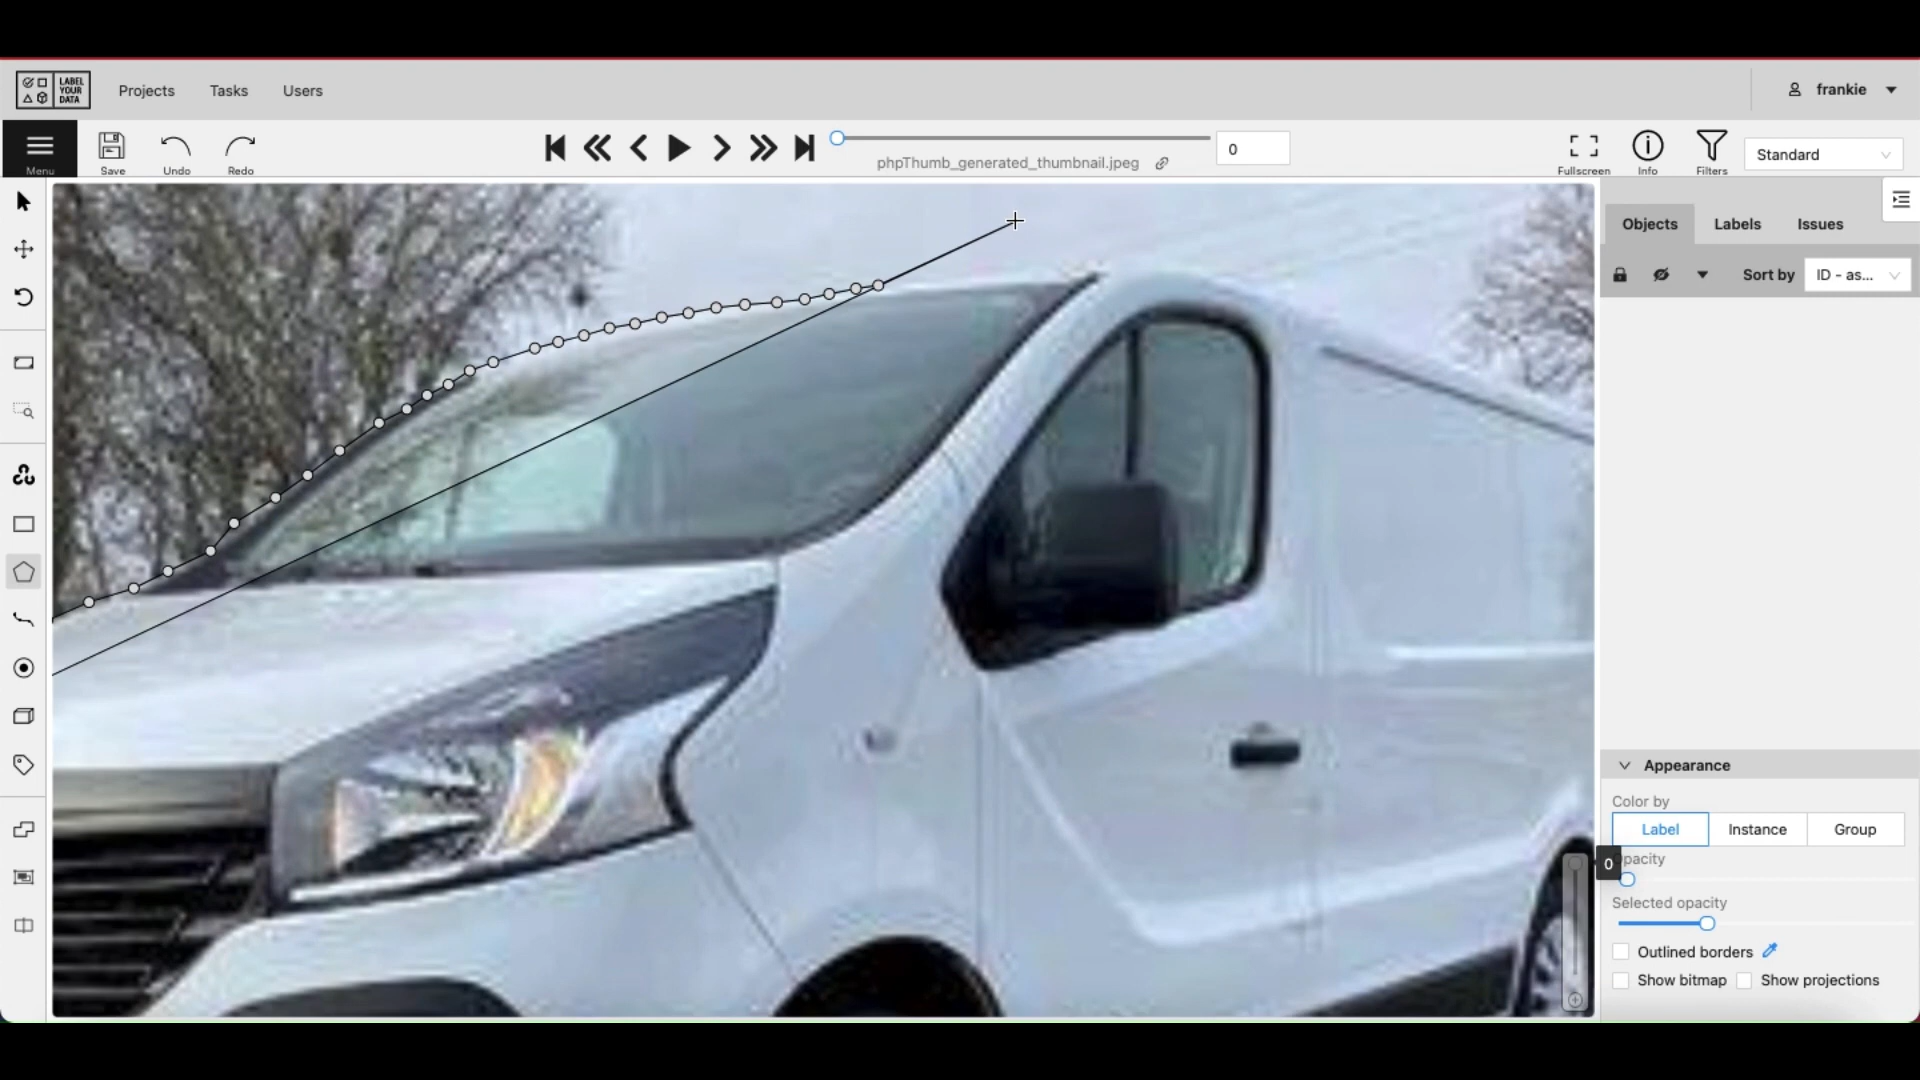 LABEL
YOUR
DATA
Projects
Tasks
Users
frankie
Menu
Save
Undo
Redo
phpThumb_generated_thumbnail.jpeg
0
Fullscreen
Info
Filters
Standard
Objects
Labels
Issues
Sort by
ID - as...
Appearance
Color by
Label
Instance
Group
0
pacity
Selected opacity
Outlined borders
Show bitmap
Show projections